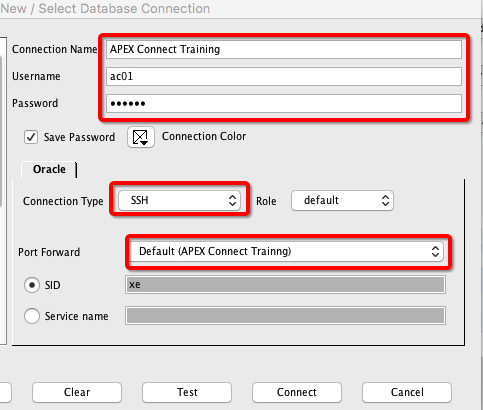 New / Select Database Connection
Connection Name APEX Connect Training
Username ac01
Password ••••••
Save Password Connection Color
Oracle
Connection Type SSH Role default
Port Forward Default (APEX Connect Trainng)
SID xe
Service name
Clear Test Connect Cancel